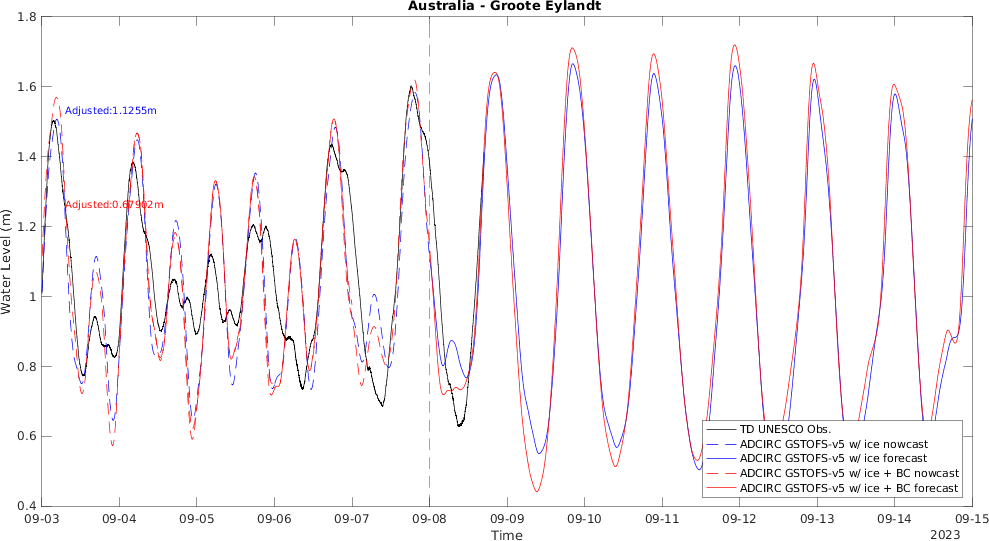 Australia - Groote Eylandt
Water Level (m)
1.8
1.6
1.4
1.2
1
0.8
0.6
0.4
Adjusted:1.1255m
Adjusted:0.67902m
TD UNESCO Obs.
ADCIRC GSTOFS-v5 w/ ice nowcast
ADCIRC GSTOFS-v5 w/ ice forecast
ADCIRC GSTOFS-v5 w/ ice + BC nowcast
ADCIRC GSTOFS-v5 w/ ice + BC forecast
09-03 09-04 09-05 09-06 09-07 09-08 09-09 09-10 09-11 09-12 09-13 09-14 09-15
Time
2023